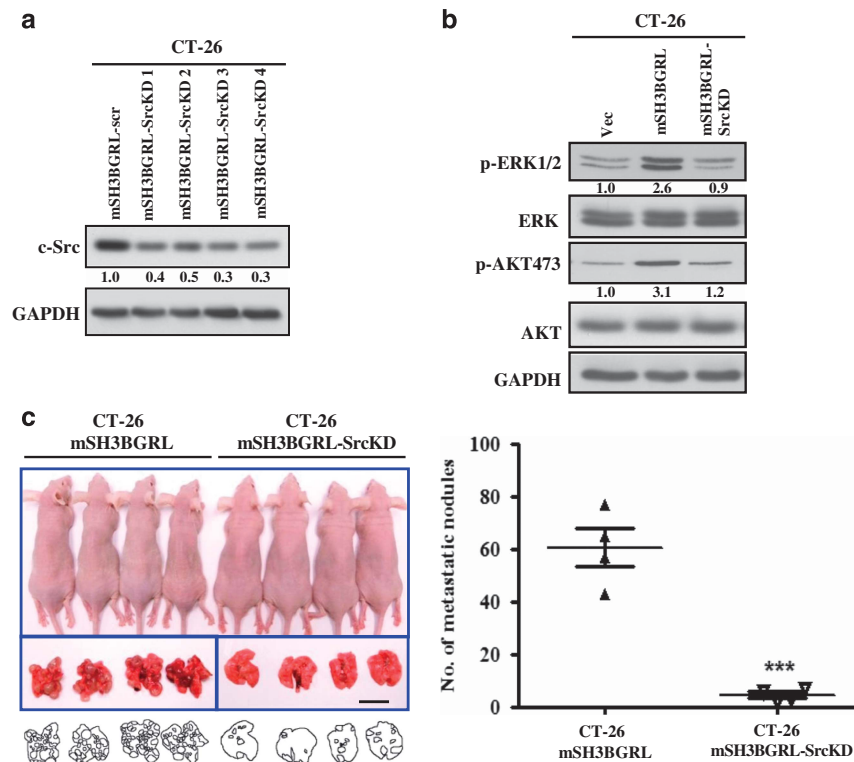 a
CT-26
mSH3BGRL-scr
mSH3BGRL-SrcKD 1
mSH3BGRL-SrcKD 2
mSH3BGRL-SrcKD 3
mSH3BGRL-SrcKD 4
c-Src
1.0 0.4 0.5 0.3 0.3
GAPDH
b
CT-26
Vec
mSH3BGRL
mSH3BGRL-
SrcKD
p-ERK1/2
1.0 2.6 0.9
ERK
p-AKT473
1.0 3.1 1.2
AKT
GAPDH
c
CT-26
mSH3BGRL
CT-26
mSH3BGRL-SrcKD
No. of metastatic nodules
100
80
60
40
20
0
***
CT-26
mSH3BGRL
CT-26
mSH3BGRL-SrcKD